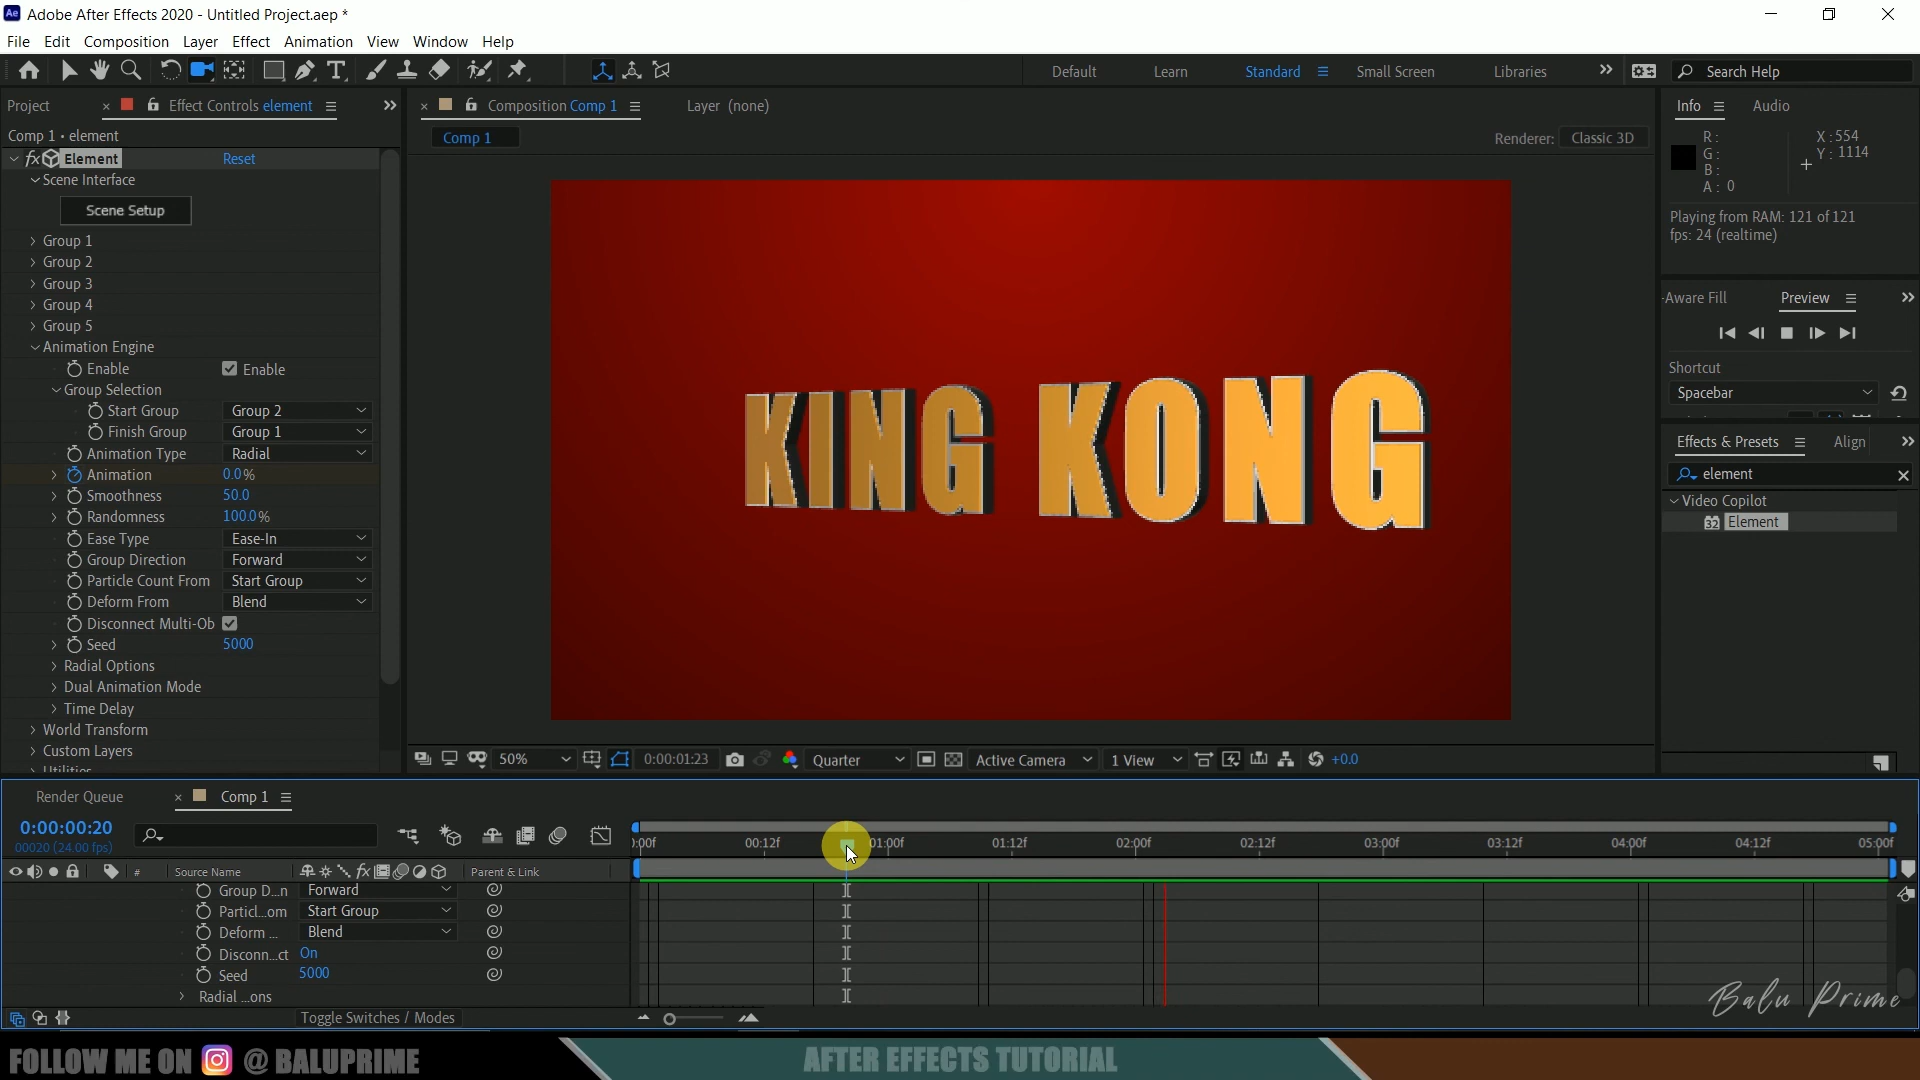 Adobe After Effects 2020 - Untitled Project.aep *
File Edit Composition Layer Effect Animation View Window Help
Default Learn Standard Small Screen Libraries Search Help
Project Effect Controls element Composition Comp 1 Layer (none) Info Audio
Comp 1 • element
Comp 1 Renderer: Classic 3D
R: X: 554
G: Y: 1114
B:
A: 0
fx Element Reset
Scene Interface
Scene Setup
Playing from RAM: 121 of 121
fps: 24 (realtime)
Group 1
Group 2
Group 3
Group 4
Group 5
-Aware Fill Preview
Shortcut
Spacebar
Animation Engine
Enable Enable
Group Selection
Start Group Group 2
Finish Group Group 1
Animation Type Radial
Animation 0.0%
Smoothness 50.0
Randomness 100.0%
Ease Type Ease-In
Group Direction Forward
Particle Count From Start Group
Deform From Blend
Disconnect Multi-Ob
Seed 5000
Radial Options
Dual Animation Mode
Time Delay
World Transform
Custom Layers
Utilities
KING KONG
Effects & Presets Align
element
Video Copilot
32 Element
50% 0:00:01:23 Quarter Active Camera 1 View +0.0
Render Queue Comp 1
0:00:00:20
00020 (24.00 fps)
):00f 00:12f 01:00f 01:12f 02:00f 02:12f 03:00f 03:12f 04:00f 04:12f 05:00f
# Source Name fx Parent & Link
Group D...n Forward
Particl...om Start Group
Deform ... Blend
Disconn...ct On
Seed 5000
Radial ...ons
Toggle Switches / Modes
Balu Prime
FOLLOW ME ON @ BALUPRIME AFTER EFFECTS TUTORIAL